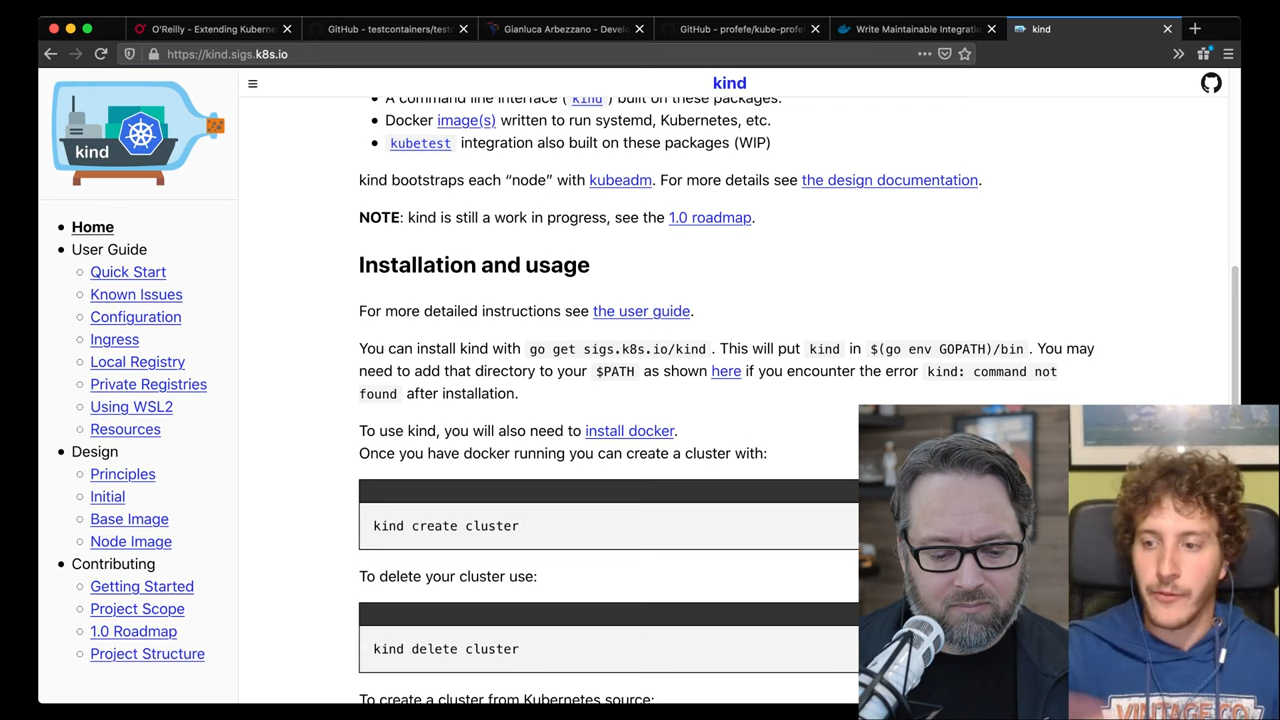 O'Reilly - Extending Kuberne
GitHub - testcontainers/testc
Gianluca Arbezzano - Develo
GitHub - profefe/kube-profe
Write Maintainable Integratio
kind
https://kind.sigs.k8s.io
kind
kind
A command line interface (kind) built on these packages.
Docker image(s) written to run systemd, Kubernetes, etc.
kubetest integration also built on these packages (WIP)
kind bootstraps each “node” with kubeadm. For more details see the design documentation.
NOTE: kind is still a work in progress, see the 1.0 roadmap.
Installation and usage
For more detailed instructions see the user guide.
You can install kind with go get sigs.k8s.io/kind. This will put kind in $(go env GOPATH)/bin. You may
need to add that directory to your $PATH as shown here if you encounter the error kind: command not
found after installation.
To use kind, you will also need to install docker.
Once you have docker running you can create a cluster with:
kind create cluster
To delete your cluster use:
kind delete cluster
To create a cluster from Kubernetes source:
Home
User Guide
Quick Start
Known Issues
Configuration
Ingress
Local Registry
Private Registries
Using WSL2
Resources
Design
Principles
Initial
Base Image
Node Image
Contributing
Getting Started
Project Scope
1.0 Roadmap
Project Structure
VINTAGE CO